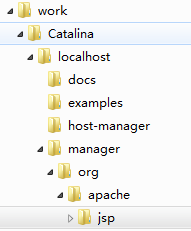 work
Catalina
localhost
docs
examples
host-manager
manager
org
apache
jsp